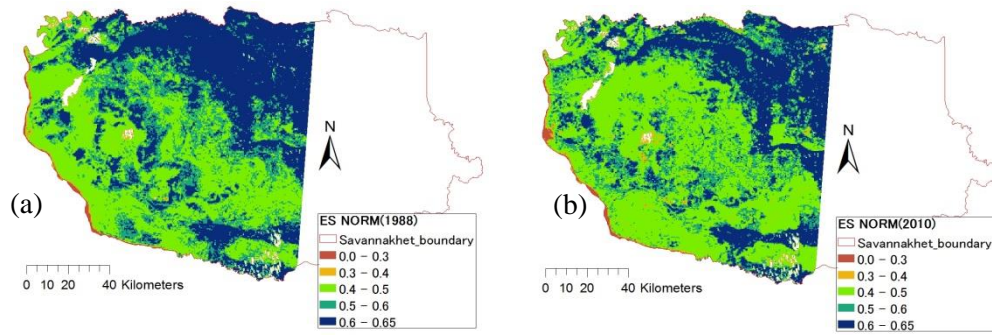 (a)
N
ES NORM(1988)
Savannakhet_boundary
0.0 – 0.3
0.3 – 0.4
0.4 – 0.5
0.5 – 0.6
0.6 – 0.65
0 10 20 40 Kilometers
(b)
N
ES NORM(2010)
Savannakhet_boundary
0.0 – 0.3
0.3 – 0.4
0.4 – 0.5
0.5 – 0.6
0.6 – 0.65
0 10 20 40 Kilometers